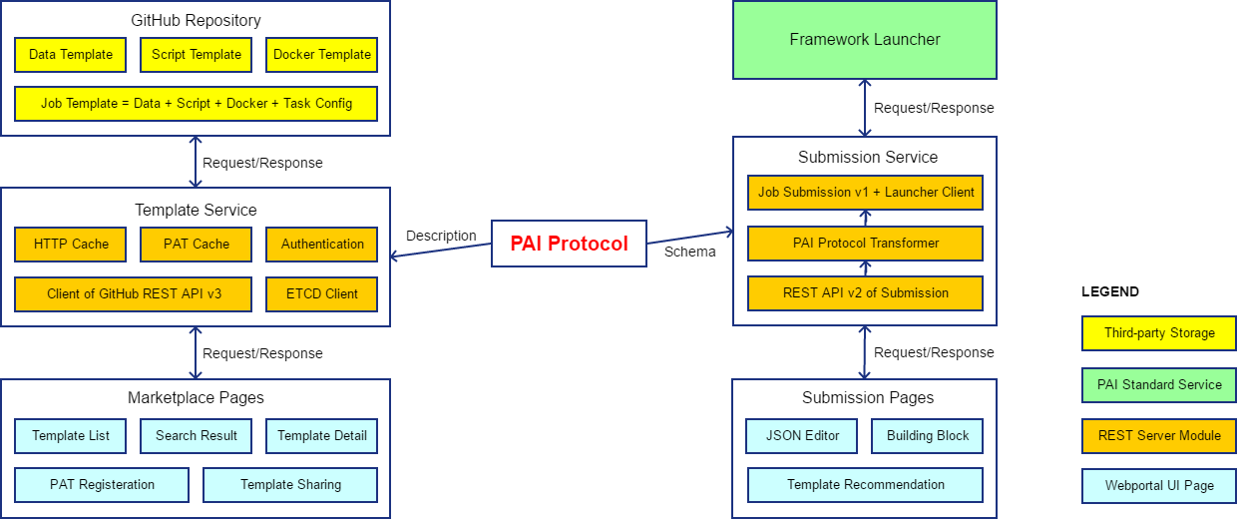 GitHub Repository
Data Template
Script Template
Docker Template
Job Template = Data + Script + Docker + Task Config
Request/Response
Template Service
HTTP Cache
PAT Cache
Authentication
Client of GitHub REST API v3
ETCD Client
Request/Response
Marketplace Pages
Template List
Search Result
Template Detail
PAT Registeration
Template Sharing
Description
PAI Protocol
Schema
Framework Launcher
Request/Response
Submission Service
Job Submission v1 + Launcher Client
PAI Protocol Transformer
REST API v2 of Submission
Request/Response
Submission Pages
JSON Editor
Building Block
Template Recommendation
LEGEND
Third-party Storage
PAI Standard Service
REST Server Module
Webportal UI Page